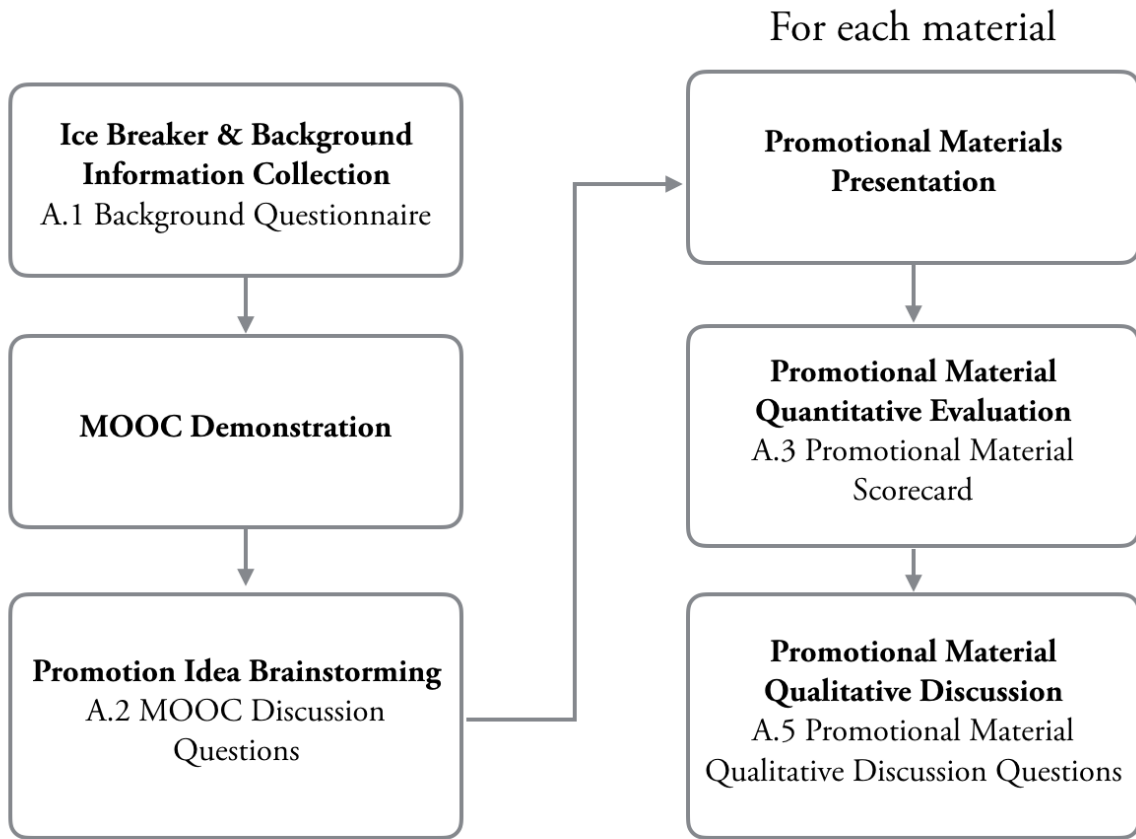 Ice Breaker & Background
Information Collection
A.1 Background Questionnaire
MOOC Demonstration
Promotion Idea Brainstorming
A.2 MOOC Discussion
Questions
For each material
Promotional Materials
Presentation
Promotional Material
Quantitative Evaluation
A.3 Promotional Material
Scorecard
Promotional Material
Qualitative Discussion
A.5 Promotional Material
Qualitative Discussion Questions